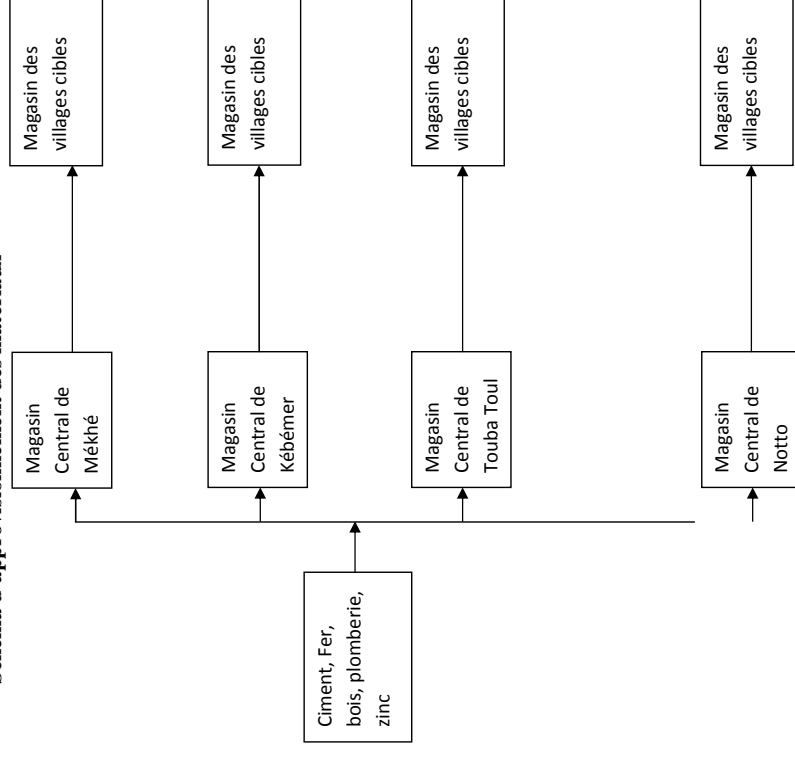 d'approvisionnement des
Magasin
Central de
Mékhé
Magasin des
villages cibles
Magasin
Central de
Kébémer
Magasin des
villages cibles
Ciment, Fer,
bois, plomberie,
zinc
Magasin
Central de
Touba Toul
Magasin des
villages cibles
Magasin
Central de
Notto
Magasin des
villages cibles